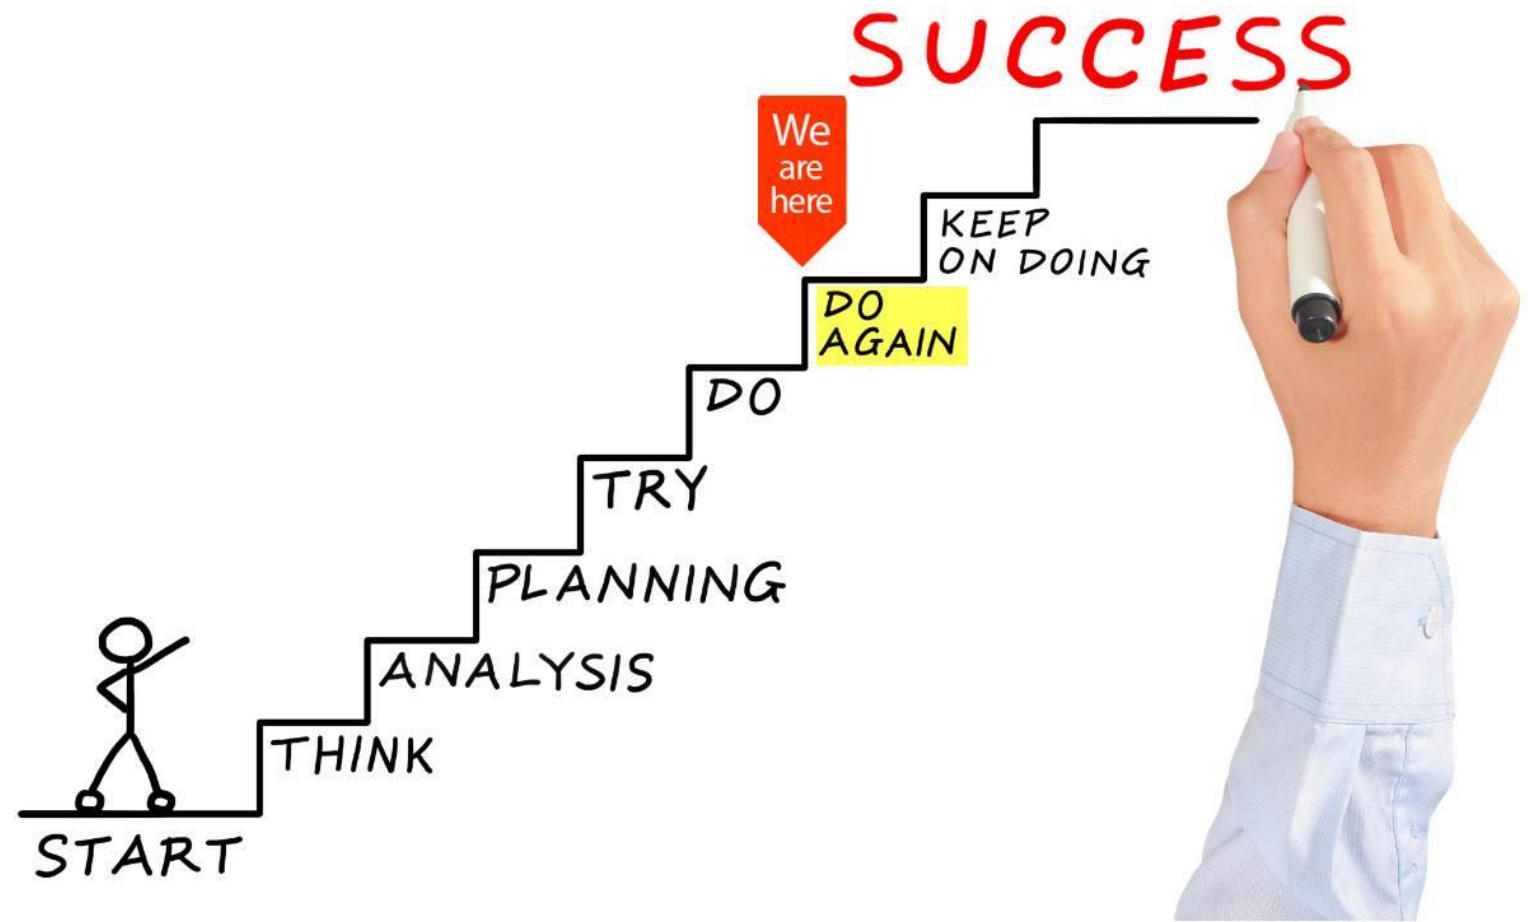 SUCCESS
We
are
here
KEEP
ON DOING
DO
AGAIN
DO
TRY
PLANNING
ANALYSIS
THINK
START